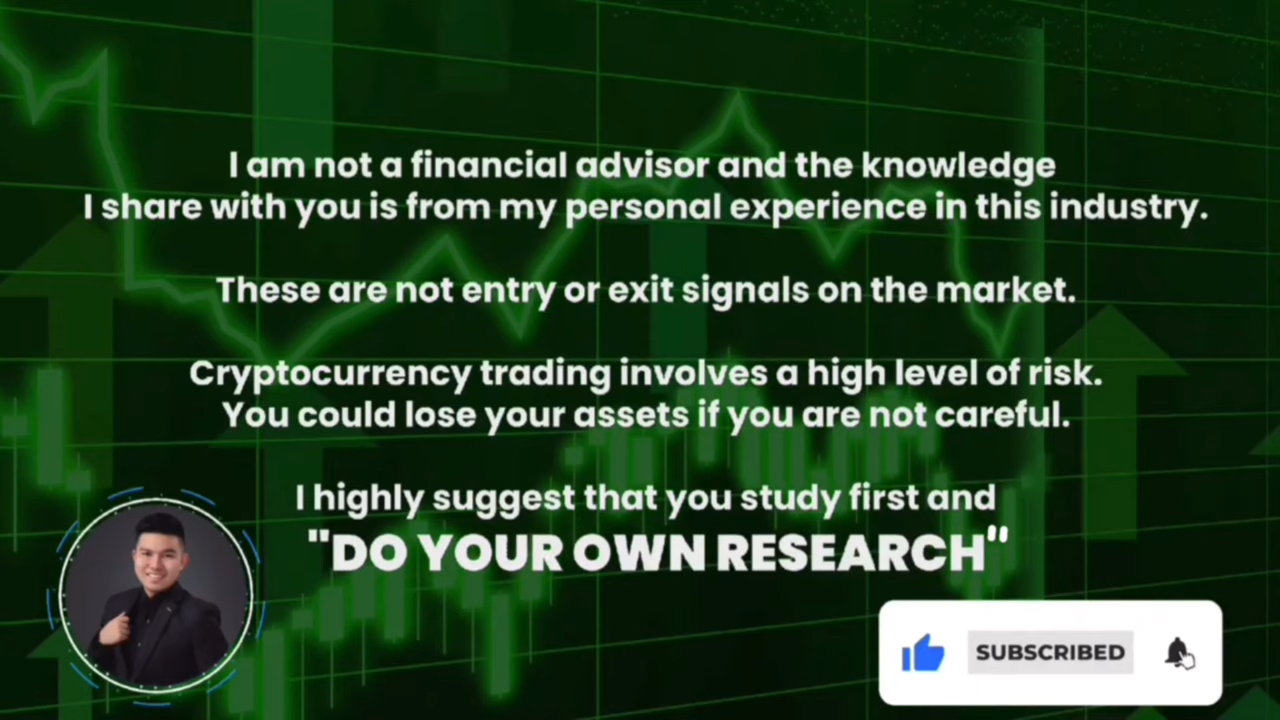 I am not a financial advisor and the knowledge
I share with you is from my personal experience in this industry.
These are not entry or exit signals on the market.
Cryptocurrency trading involves a high level of risk.
You could lose your assets if you are not careful.
I highly suggest that you study first and
"DO YOUR OWN RESEARCH"
SUBSCRIBED